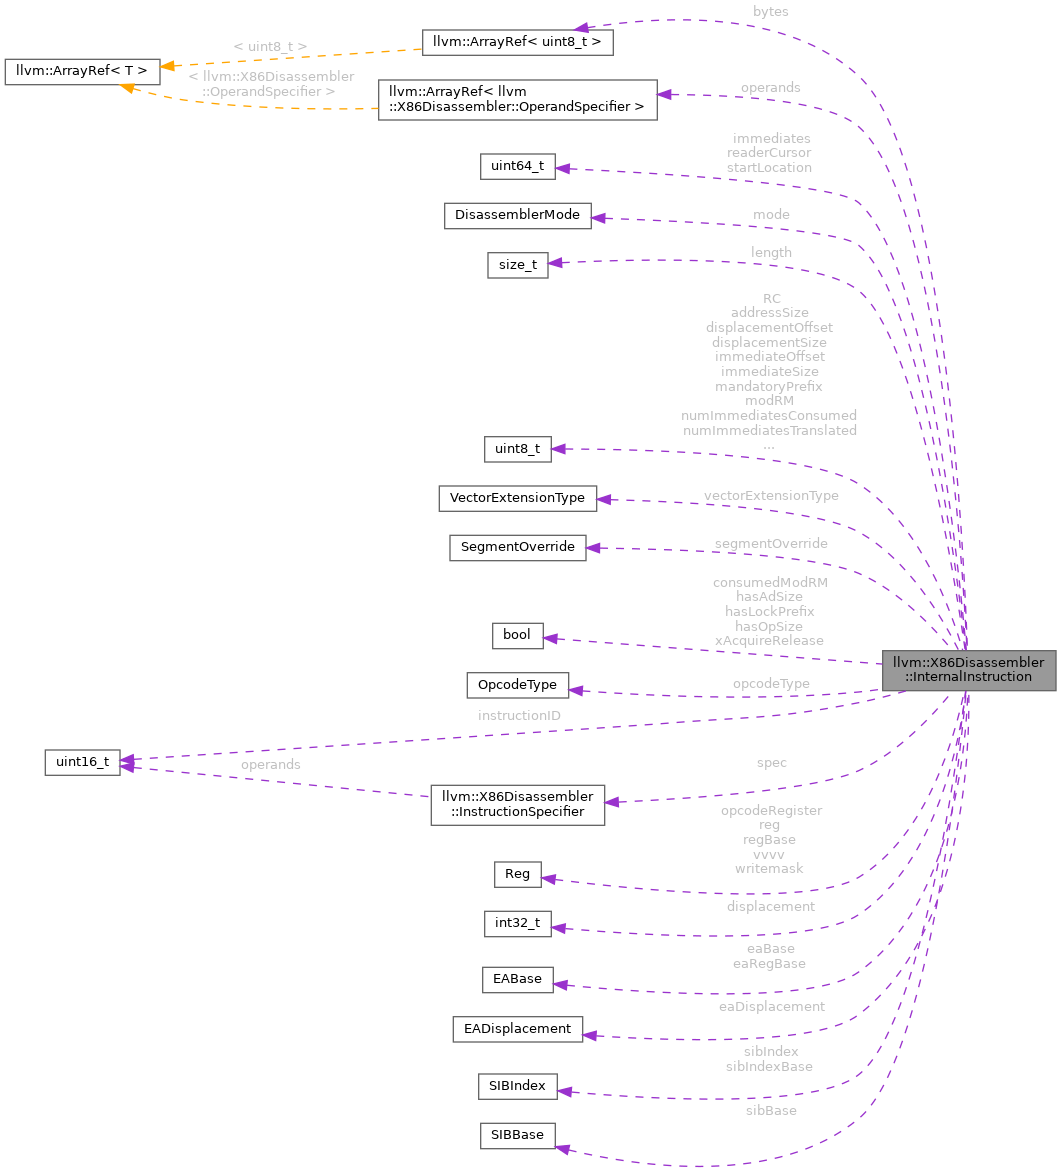 bytes
llvm::ArrayRef< uint8_t >
< uint8_t >
llvm::ArrayRef< T >
< llvm::X86Disassembler
::OperandSpecifier >
llvm::ArrayRef< llvm
::X86Disassembler::OperandSpecifier >
operands
immediates
readerCursor
startLocation
uint64_t
DisassemblerMode
mode
length
size_t
RC
addressSize
displacementOffset
displacementSize
immediateOffset
immediateSize
mandatoryPrefix
modRM
numImmediatesConsumed
numImmediatesTranslated
...
uint8_t
VectorExtensionType
vectorExtensionType
SegmentOverride
segmentOverride
consumedModRM
hasAdSize
hasLockPrefix
hasOpSize
xAcquireRelease
bool
llvm::X86Disassembler
::InternalInstruction
OpcodeType
opcodeType
instructionID
uint16_t
operands
spec
llvm::X86Disassembler
::InstructionSpecifier
opcodeRegister
reg
regBase
vvvv
writemask
Reg
displacement
int32_t
eaBase
eaRegBase
EABase
eaDisplacement
EADisplacement
sibIndex
sibIndexBase
SIBIndex
sibBase
SIBBase